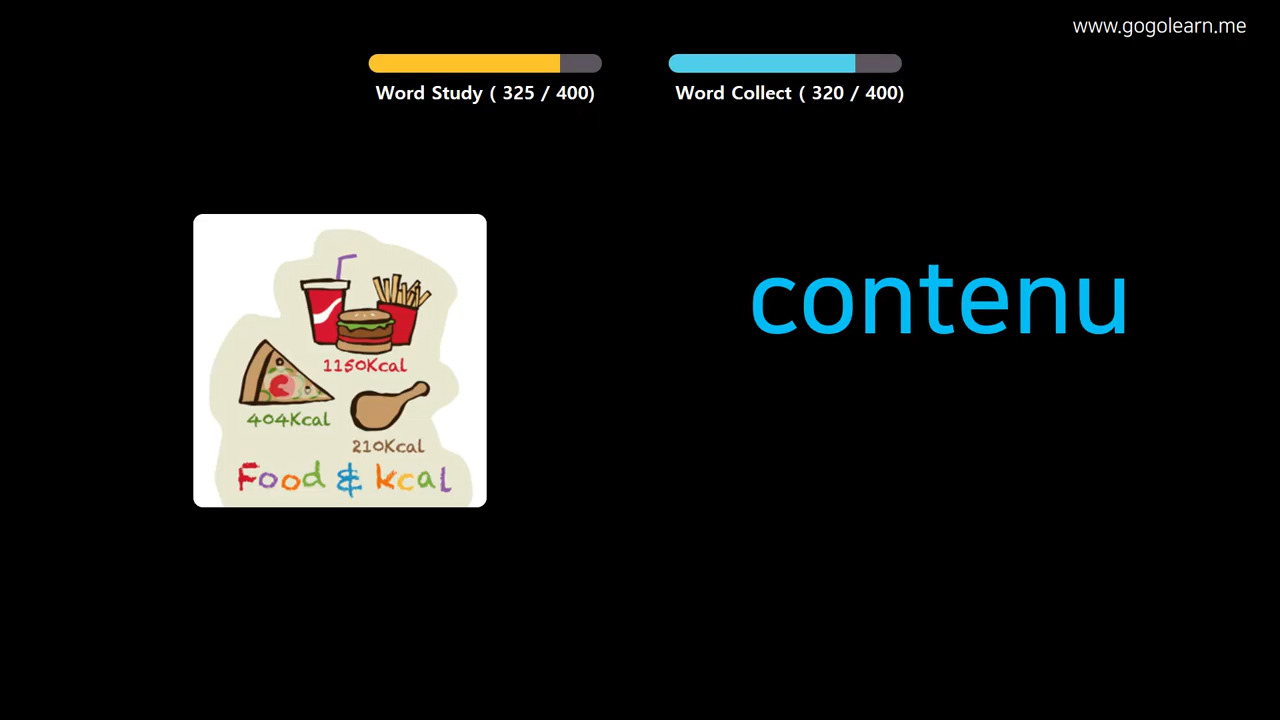 www.gogolearn.me
Word Study ( 325 / 400)
Word Collect ( 320 / 400)
contenu
1150Kcal
404Kcal
210Kcal
Food & kcal